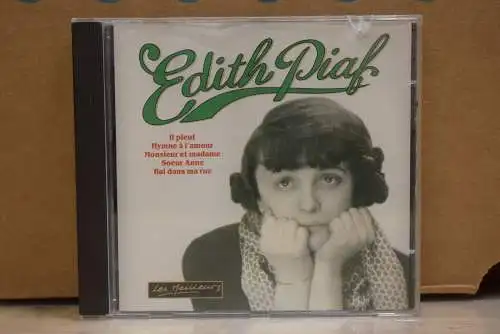 Edith Piaf
Il pleut
Hymne à l'amour
Monsieur et madame
Soeur Anne
Bal dans ma rue
Les Meilleurs